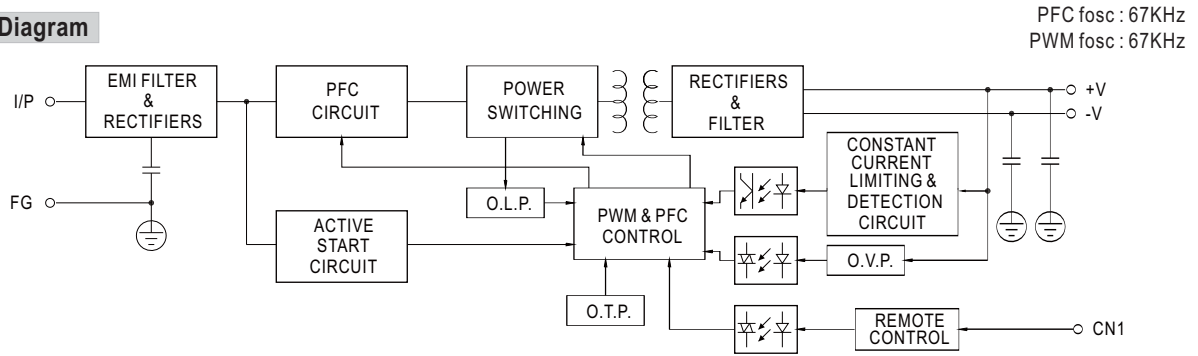 Diagram
PFC fosc : 67KHz
PWM fosc : 67KHz
I/P
EMI FILTER
&
RECTIFIERS
PFC
CIRCUIT
POWER
SWITCHING
RECTIFIERS
&
FILTER
+V
-V
CONSTANT
CURRENT
LIMITING &
DETECTION
CIRCUIT
FG
O.L.P.
PWM & PFC
CONTROL
ACTIVE
START
CIRCUIT
O.V.P.
O.T.P.
REMOTE
CONTROL
CN1